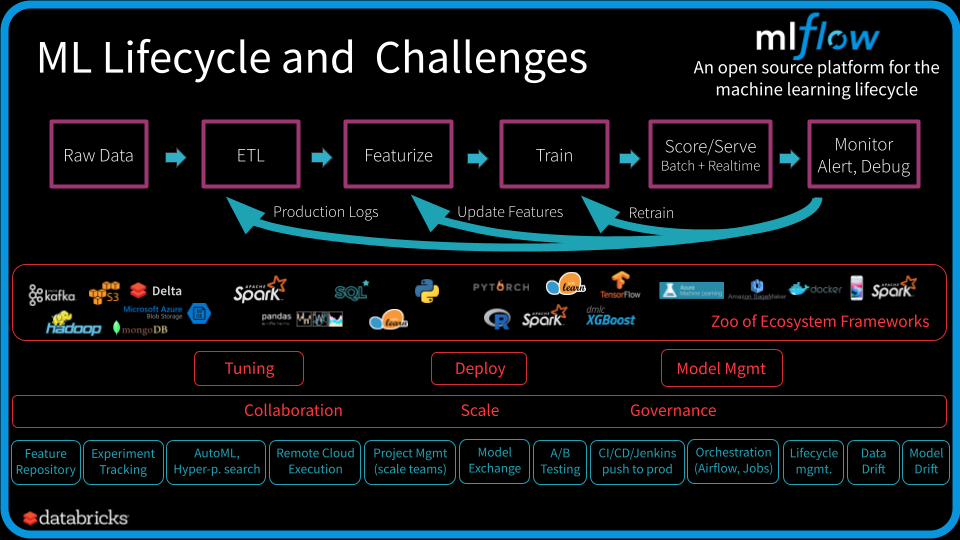 ML Lifecycle and Challenges
mlflow
An open source platform for the
machine learning lifecycle
Raw Data
ETL
Featurize
Train
Score/Serve
Batch + Realtime
Monitor
Alert, Debug
Production Logs
Update Features
Retrain
kafka
S3
Delta
Microsoft Azure
Blob Storage
hadoop
mongoDB
APACHE
Spark
SQL
pandas
learn
PYTORCH
learn
TensorFlow
R
APACHE
Spark
dmlc
XGBoost
Azure
Machine Learning
Amazon SageMaker
docker
APACHE
Spark
Zoo of Ecosystem Frameworks
Tuning
Deploy
Model Mgmt
Collaboration
Scale
Governance
Feature
Repository
Experiment
Tracking
AutoML,
Hyper-p. search
Remote Cloud
Execution
Project Mgmt
(scale teams)
Model
Exchange
A/B
Testing
CI/CD/Jenkins
push to prod
Orchestration
(Airflow, Jobs)
Lifecycle
mgmt.
Data
Drift
Model
Drift
databricks